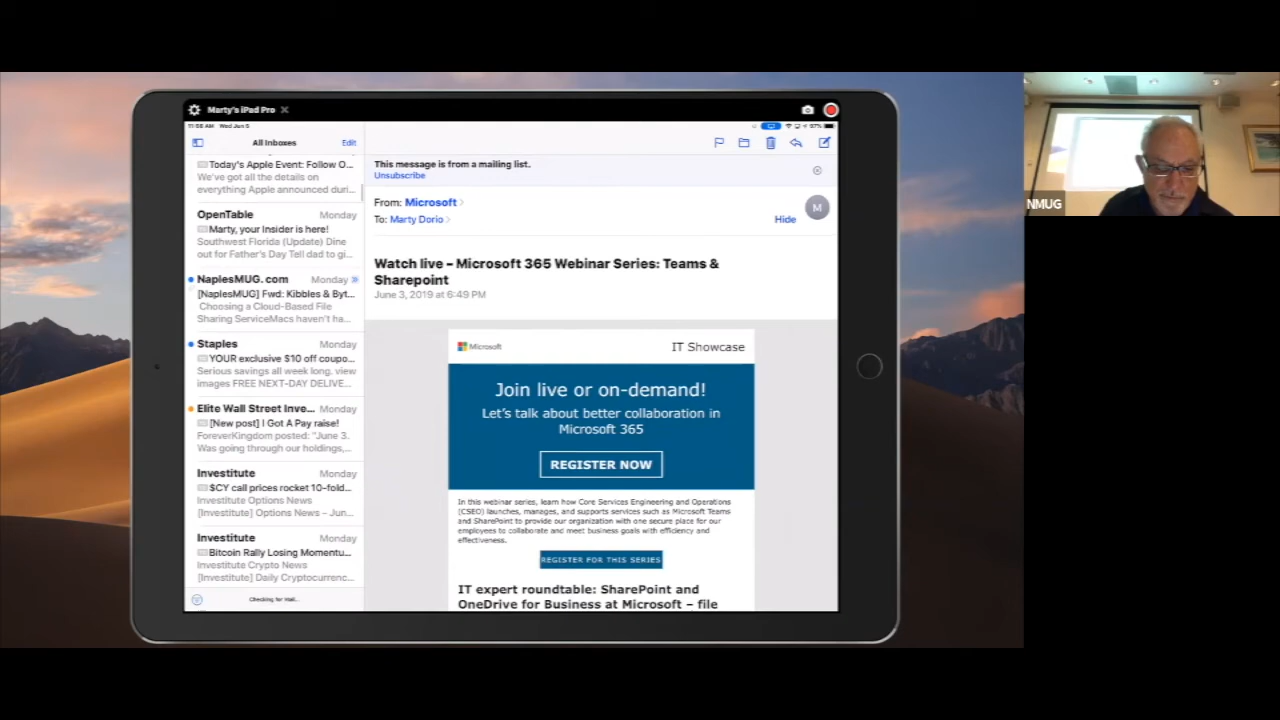 Marty's iPad Pro
11:58 AM Wed Jun 5
97%
All Inboxes
Edit
Today's Apple Event: Follow O...
We've got all the details on
everything Apple announced duri...
OpenTable
Monday
Marty, your Insider is here!
Southwest Florida (Update) Dine
out for Father's Day Tell dad to gi...
NaplesMUG.com
Monday
[NaplesMUG] Fwd: Kibbles & Byt...
Choosing a Cloud-Based File
Sharing ServiceMacs haven't ha...
Staples
Monday
YOUR exclusive $10 off coupo...
Serious savings all week long. view
images FREE NEXT-DAY DELIVE...
Elite Wall Street Inve...
Monday
[New post] I Got A Pay raise!
ForeverKingdom posted: "June 3.
Was going through our holdings,...
Investitute
Monday
$CY call prices rocket 10-fold...
Investitute Options News
[Investitute] Options News – Jun...
Investitute
Monday
Bitcoin Rally Losing Momentu...
Investitute Crypto News
[Investitute] Daily Cryptocurrenc...
Checking for Mail...
This message is from a mailing list.
Unsubscribe
From: Microsoft
To: Marty Dorio
Hide
M
Watch live – Microsoft 365 Webinar Series: Teams &
Sharepoint
June 3, 2019 at 6:49 PM
Microsoft
IT Showcase
Join live or on-demand!
Let's talk about better collaboration in
Microsoft 365
REGISTER NOW
In this webinar series, learn how Core Services Engineering and Operations
(CSEO) launches, manages, and supports services such as Microsoft Teams
and SharePoint to provide our organization with one secure place for our
employees to collaborate and meet business goals with efficiency and
effectiveness.
REGISTER FOR THIS SERIES
IT expert roundtable: SharePoint and
OneDrive for Business at Microsoft – file
NMUG